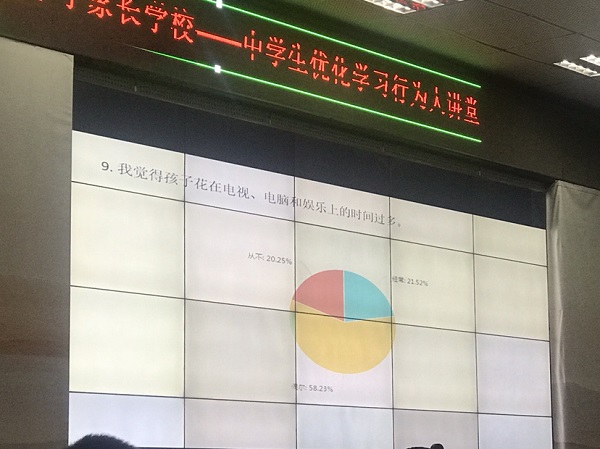 家长学校——中学生优化学习行为大讲堂
9. 我觉得孩子花在电视、电脑和娱乐上的时间过多。
从不: 20.25%
经常: 21.52%
偶尔: 58.23%